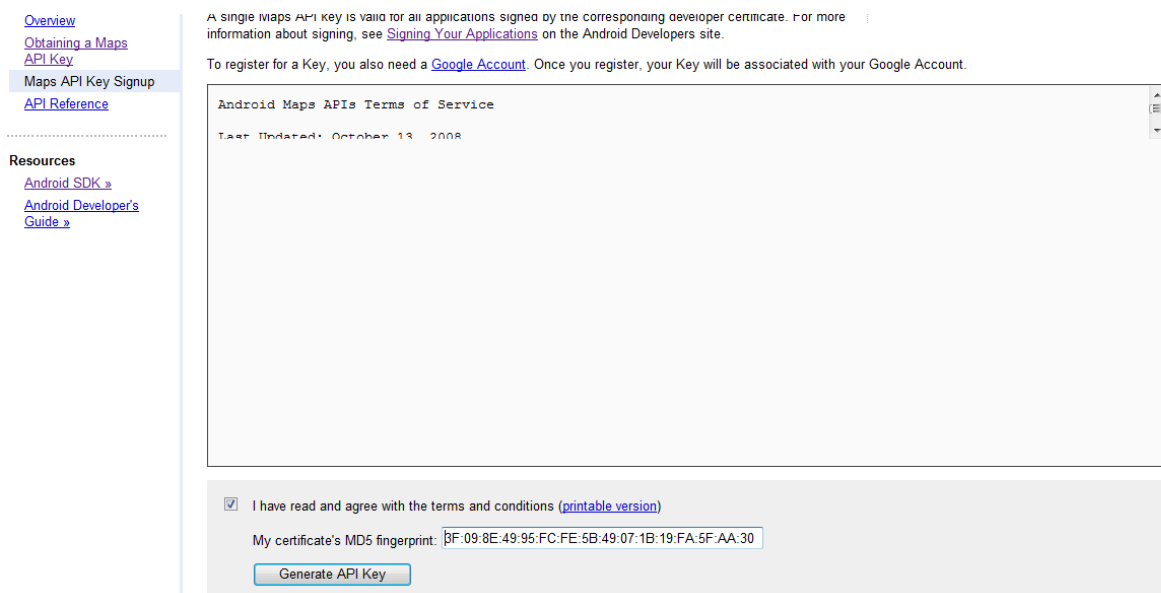 Overview
Obtaining a Maps
API Key
Maps API Key Signup
API Reference
Resources
Android SDK »
Android Developer's
Guide »
A single Maps API key is valid for all applications signed by the corresponding developer certificate. For more
information about signing, see Signing Your Applications on the Android Developers site.
To register for a Key, you also need a Google Account. Once you register, your Key will be associated with your Google Account.
Android Maps APIs Terms of Service
Last Updated: October 13, 2008
I have read and agree with the terms and conditions (printable version)
My certificate's MD5 fingerprint: 3F:09:8E:49:95:FC:FE:5B:49:07:1B:19:FA:5F:AA:30
Generate API Key